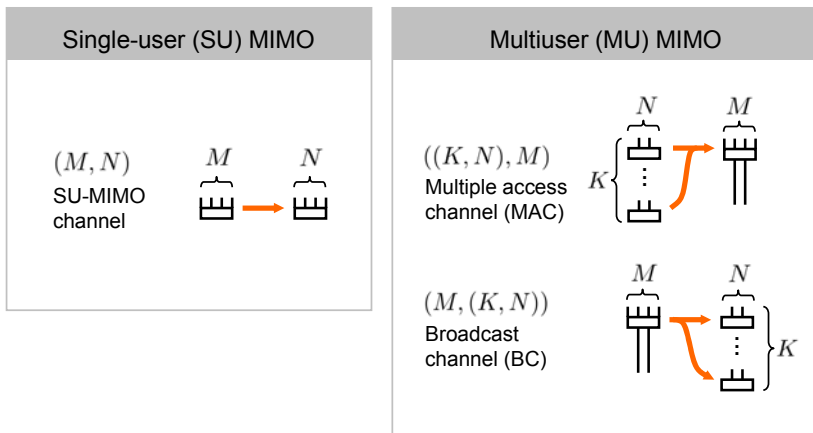 Single-user (SU) MIMO
(M, N)
SU-MIMO
channel
M
N
Multiuser (MU) MIMO
N
M
((K, N), M)
Multiple access
channel (MAC)
K
⋮
M
N
(M, (K, N))
Broadcast
channel (BC)
⋮
K